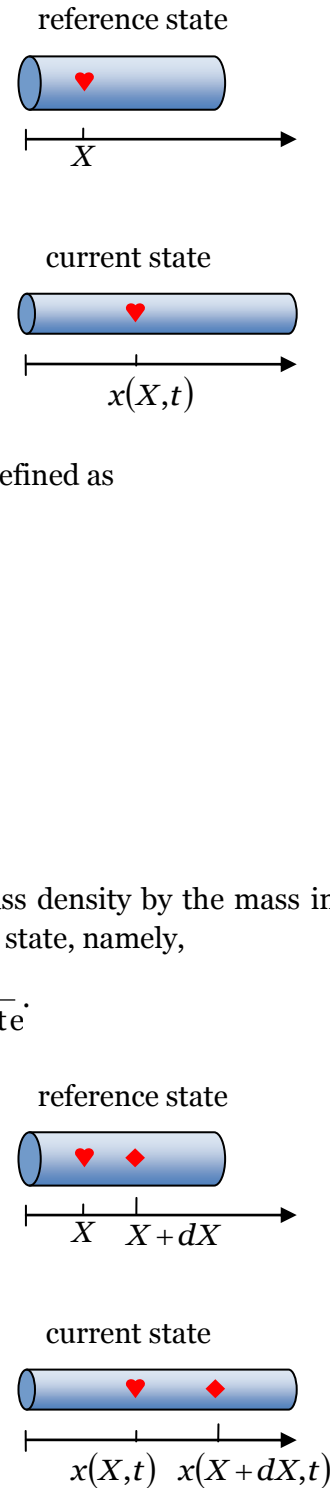 reference state
X
current state
x(X,t)
efined as
ss density by the mass in
state, namely,
te.
reference state
X X + dX
current state
x(X,t) x(X + dX,t)